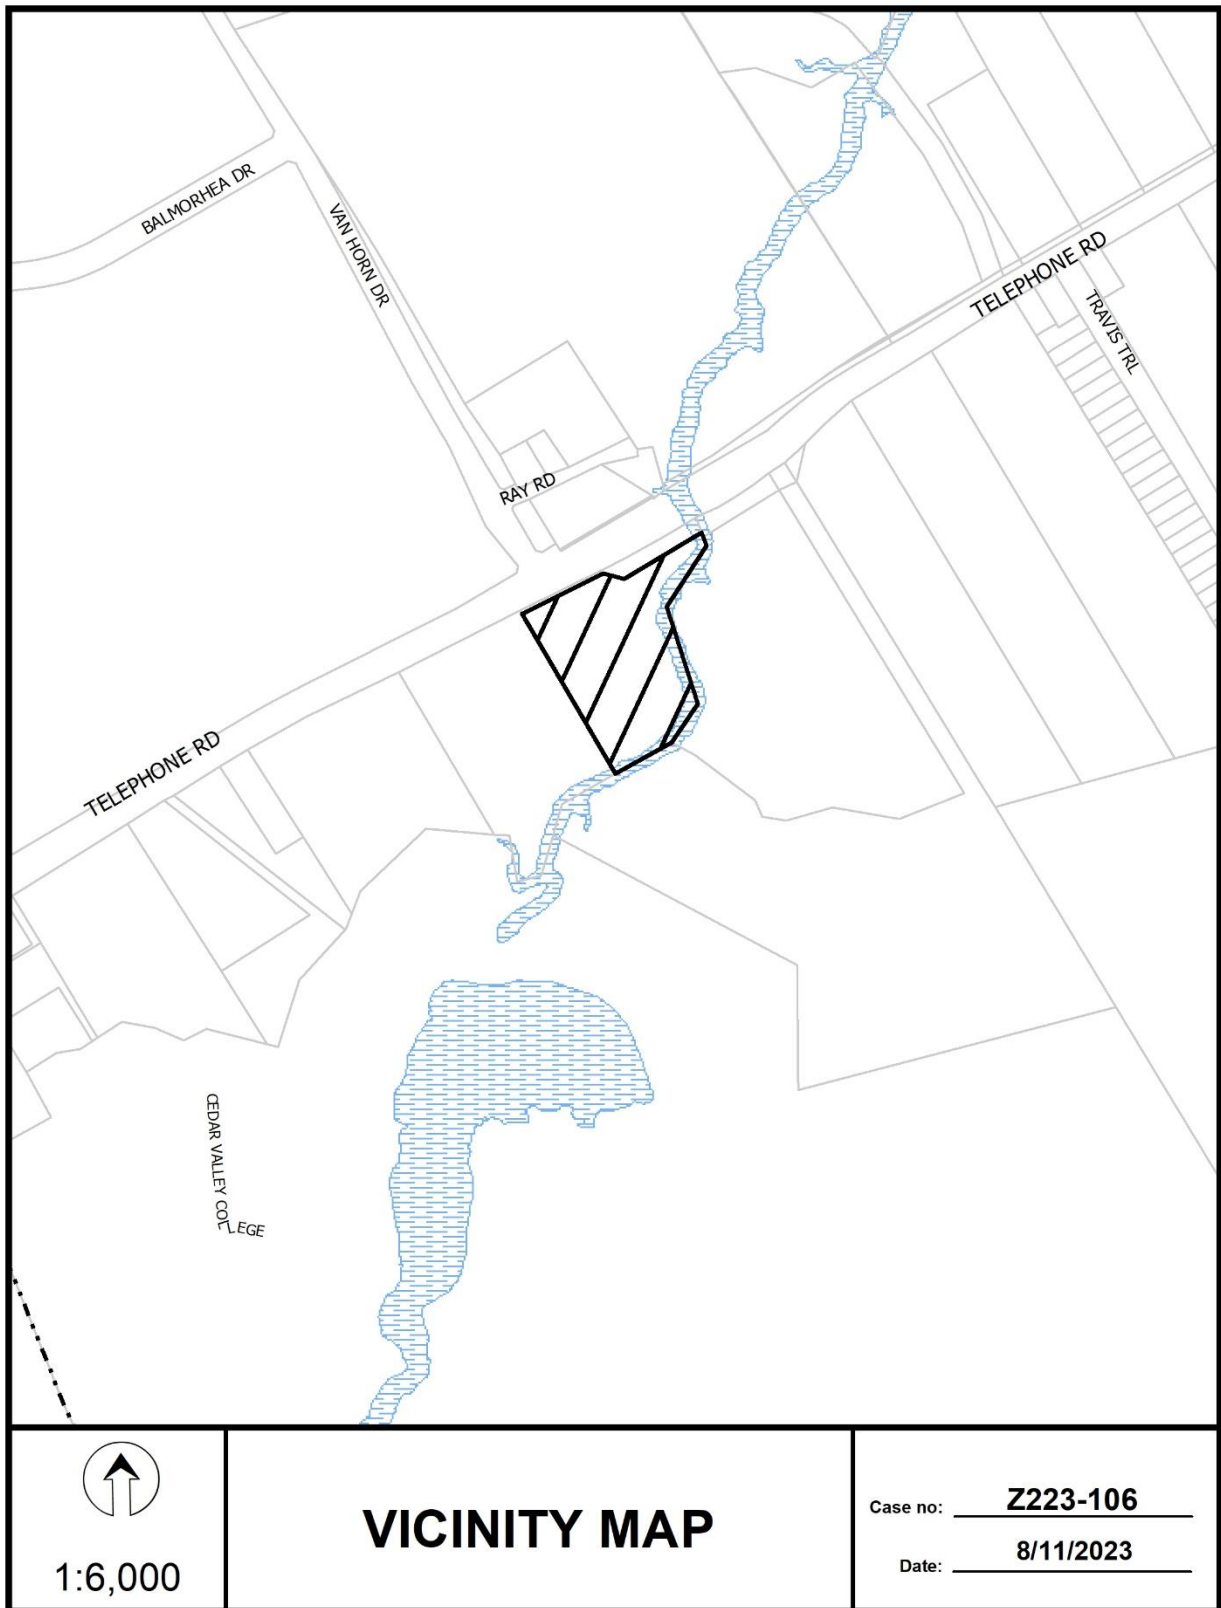 BALMORHEA DR
VAN HORN DR
TELEPHONE RD
TRAVIS TRL
RAY RD
TELEPHONE RD
CEDAR VALLEY COLLEGE
1:6,000
VICINITY MAP
Case no: Z223-106
Date: 8/11/2023